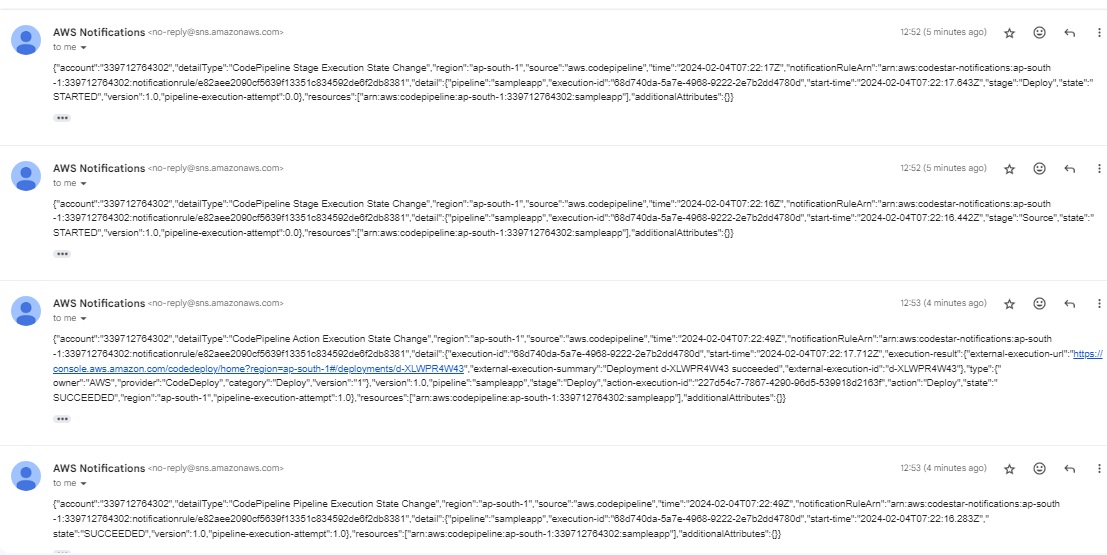 AWS Notifications <no-reply@sns.amazonaws.com> 12:52 (5 minutes ago)
to me
{"account":"339712764302","detailType":"CodePipeline Stage Execution State Change","region":"ap-south-1","source":"aws.codepipeline","time":"2024-02-04T07:22:17Z","notificationRuleArn":"arn:aws:codestar-notifications:ap-south
-1:339712764302:notificationrule/e82aee2090cf5639f13351c834592de6f2db8381","detail":{"pipeline":"sampleapp","execution-id":"68d740da-5a7e-4968-9222-2e7b2dd4780d","start-time":"2024-02-04T07:22:17.643Z","stage":"Deploy","state":"
STARTED","version":1.0,"pipeline-execution-attempt":0.0},"resources":["arn:aws:codepipeline:ap-south-1:339712764302:sampleapp"],"additionalAttributes":{}}
AWS Notifications <no-reply@sns.amazonaws.com> 12:52 (5 minutes ago)
to me
{"account":"339712764302","detailType":"CodePipeline Stage Execution State Change","region":"ap-south-1","source":"aws.codepipeline","time":"2024-02-04T07:22:16Z","notificationRuleArn":"arn:aws:codestar-notifications:ap-south
-1:339712764302:notificationrule/e82aee2090cf5639f13351c834592de6f2db8381","detail":{"pipeline":"sampleapp","execution-id":"68d740da-5a7e-4968-9222-2e7b2dd4780d","start-time":"2024-02-04T07:22:16.442Z","stage":"Source","state":"
STARTED","version":1.0,"pipeline-execution-attempt":0.0},"resources":["arn:aws:codepipeline:ap-south-1:339712764302:sampleapp"],"additionalAttributes":{}}
AWS Notifications <no-reply@sns.amazonaws.com> 12:53 (4 minutes ago)
to me
{"account":"339712764302","detailType":"CodePipeline Action Execution State Change","region":"ap-south-1","source":"aws.codepipeline","time":"2024-02-04T07:22:49Z","notificationRuleArn":"arn:aws:codestar-notifications:ap-south
-1:339712764302:notificationrule/e82aee2090cf5639f13351c834592de6f2db8381","detail":{"execution-id":"68d740da-5a7e-4968-9222-2e7b2dd4780d","start-time":"2024-02-04T07:22:17.712Z","execution-result":{"external-execution-url":"https://
console.aws.amazon.com/codedeploy/home?region=ap-south-1#/deployments/d-XLWPR4W43","external-execution-summary":"Deployment d-XLWPR4W43 succeeded","external-execution-id":"d-XLWPR4W43"},"type":{"
owner":"AWS","provider":"CodeDeploy","category":"Deploy","version":"1"},"version":1.0,"pipeline":"sampleapp","stage":"Deploy","action-execution-id":"227d54c7-7867-4290-96d5-539918d2163f","action":"Deploy","state":"
SUCCEEDED","region":"ap-south-1","pipeline-execution-attempt":1.0},"resources":["arn:aws:codepipeline:ap-south-1:339712764302:sampleapp"],"additionalAttributes":{}}
AWS Notifications <no-reply@sns.amazonaws.com> 12:53 (4 minutes ago)
to me
{"account":"339712764302","detailType":"CodePipeline Pipeline Execution State Change","region":"ap-south-1","source":"aws.codepipeline","time":"2024-02-04T07:22:49Z","notificationRuleArn":"arn:aws:codestar-notifications:ap-south
-1:339712764302:notificationrule/e82aee2090cf5639f13351c834592de6f2db8381","detail":{"pipeline":"sampleapp","execution-id":"68d740da-5a7e-4968-9222-2e7b2dd4780d","start-time":"2024-02-04T07:22:16.283Z","
state":"SUCCEEDED","version":1.0,"pipeline-execution-attempt":1.0},"resources":["arn:aws:codepipeline:ap-south-1:339712764302:sampleapp"],"additionalAttributes":{}}